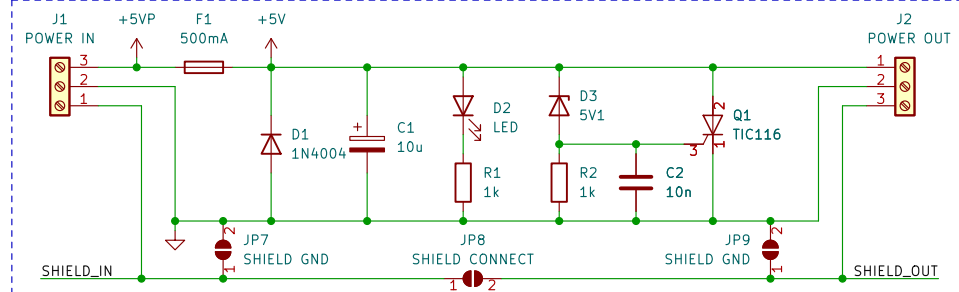 J1
POWER IN
3
2
1
+5VP
F1
500mA
+5V
D1
1N4004
+
C1
10u
D2
LED
R1
1k
D3
5V1
R2
1k
C2
10n
2
Q1
TIC116
1
3
J2
POWER OUT
1
2
3
2
JP7
SHIELD GND
1
JP8
SHIELD CONNECT
1
2
2
JP9
SHIELD GND
1
SHIELD_IN
SHIELD_OUT